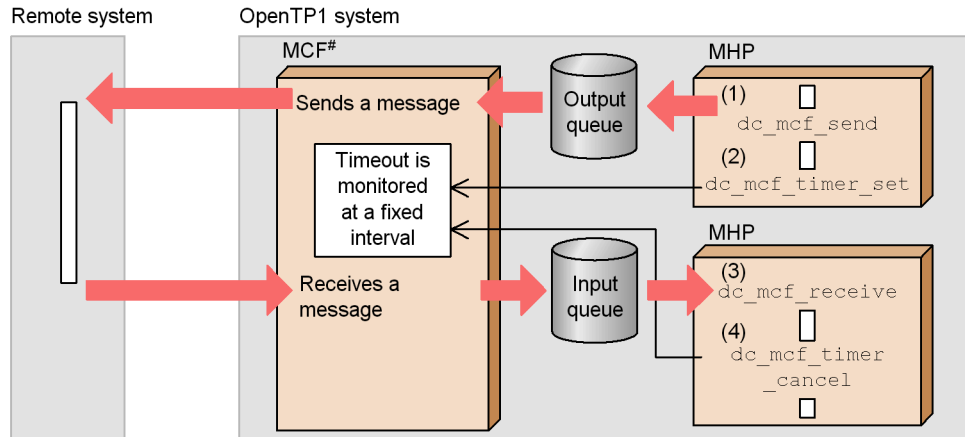 Remote system
OpenTP1 system
MCF#
MHP
Sends a message
Output
queue
(1)
dc_mcf_send
(2)
dc_mcf_timer_set
Timeout is
monitored
at a fixed
interval
MHP
Receives a
message
Input
queue
(3)
dc_mcf_receive
(4)
dc_mcf_timer
_cancel